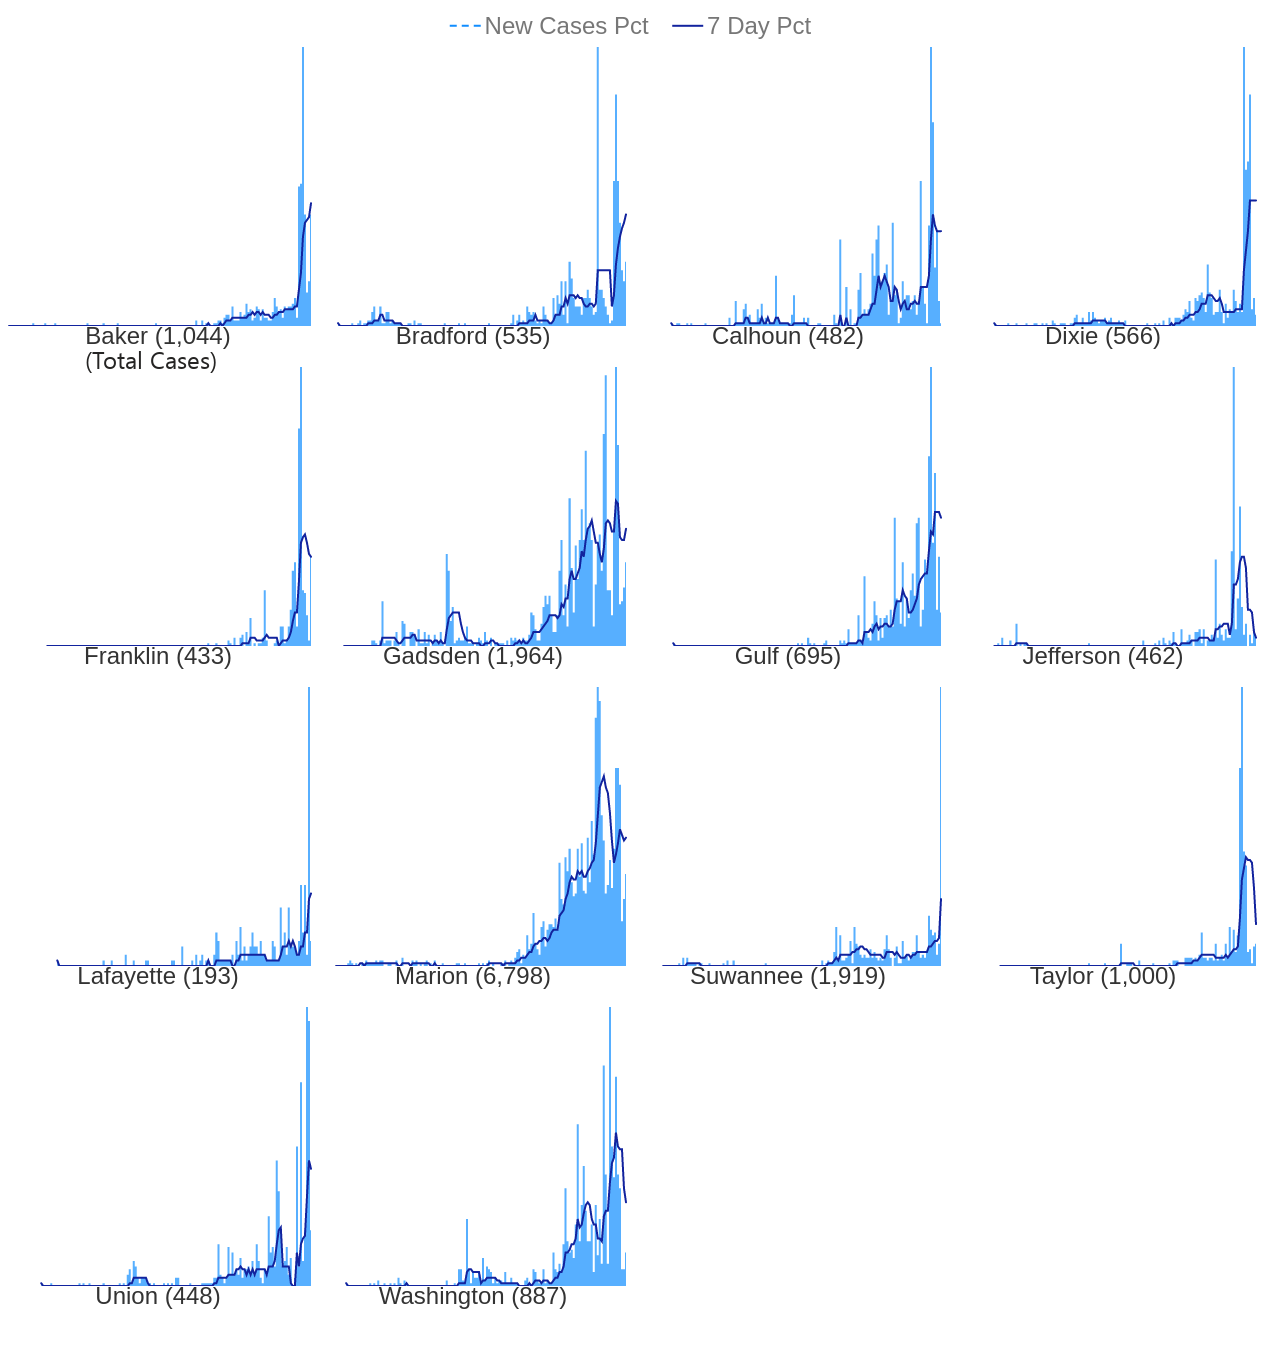 New Cases Pct 7 Day Pct
Baker (1,044) Bradford (535) Calhoun (482) Dixie (566)
(Total Cases)
Franklin (433) Gadsden (1,964) Gulf (695) Jefferson (462)
Lafayette (193) Marion (6,798) Suwannee (1,919) Taylor (1,000)
Union (448) Washington (887)